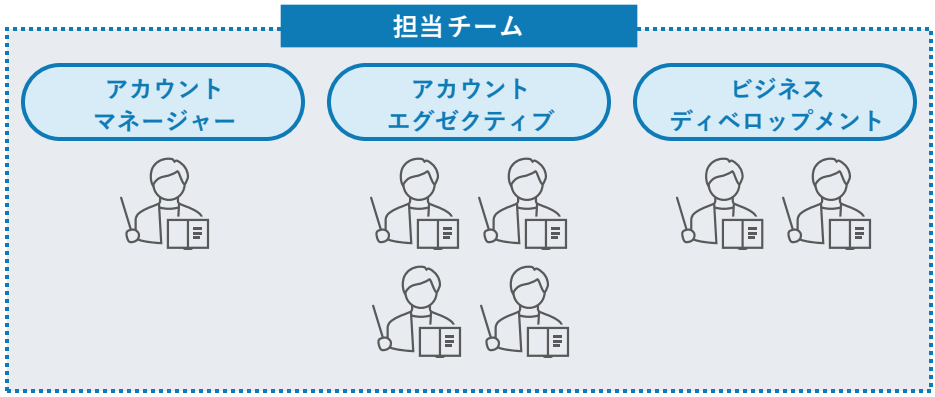 担当チーム
アカウント
マネージャー
アカウント
エグゼクティブ
ビジネス
ディベロップメント